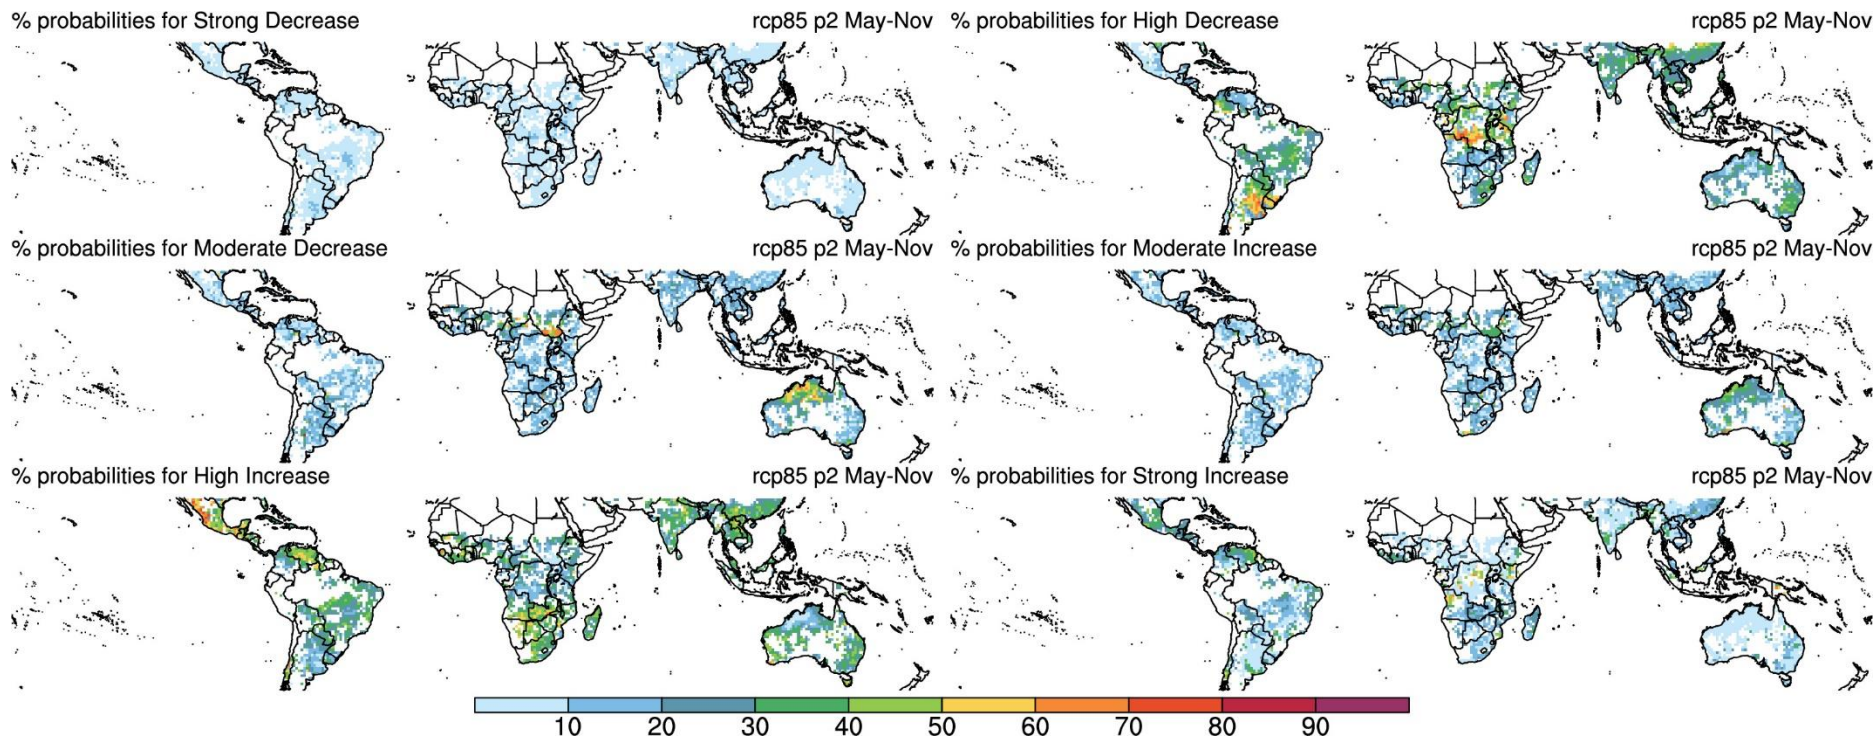 % probabilities for Strong Decrease rcp85 p2 May-Nov % probabilities for High Decrease rcp85 p2 May-Nov
% probabilities for Moderate Decrease rcp85 p2 May-Nov % probabilities for Moderate Increase rcp85 p2 May-Nov
% probabilities for High Increase rcp85 p2 May-Nov % probabilities for Strong Increase rcp85 p2 May-Nov
10 20 30 40 50 60 70 80 90